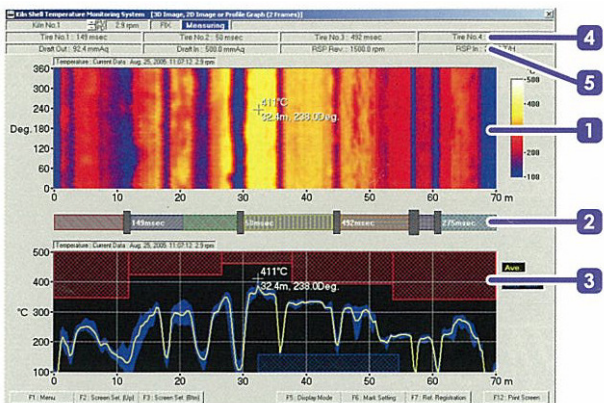 Kiln Shell Temperature Monitoring System [3D Image, 2D Image or Profile Graph (2 Frames)]
Kiln No.1 2.9 rpm FIX Measuring
Tire No.1 : 149 msec Tire No.2 : 50 msec Tire No.3 : 492 msec Tire No.4 :
Draft Out : 92.4 mmAq Draft In : 500.0 mmAq RSP Rev. : 1500.0 rpm RSP In :
4
5
Temperature : Current Data Aug. 25, 2005 11:07:12 2.9 rpm
360
300
240
Deg. 180
120
60
0
0 10 20 30 40 50 60 70 m
411°C
32.4m, 238.0Deg.
°C
500
400
200
100
1
149msec 50msec 492msec 275msec
2
Temperature : Current Data Aug. 25, 2005 11:07:12 2.9 rpm
500
400
°C 300
200
100
0 10 20 30 40 50 60 70 m
411°C
32.4m, 238.0Deg.
Ave.
3
F1 : Menu F2 : Screen Set. (Up) F3 : Screen Set. (Btm) F5 : Display Mode F6 : Mark Setting F7 : Ref. Registration F12 : Print Screen